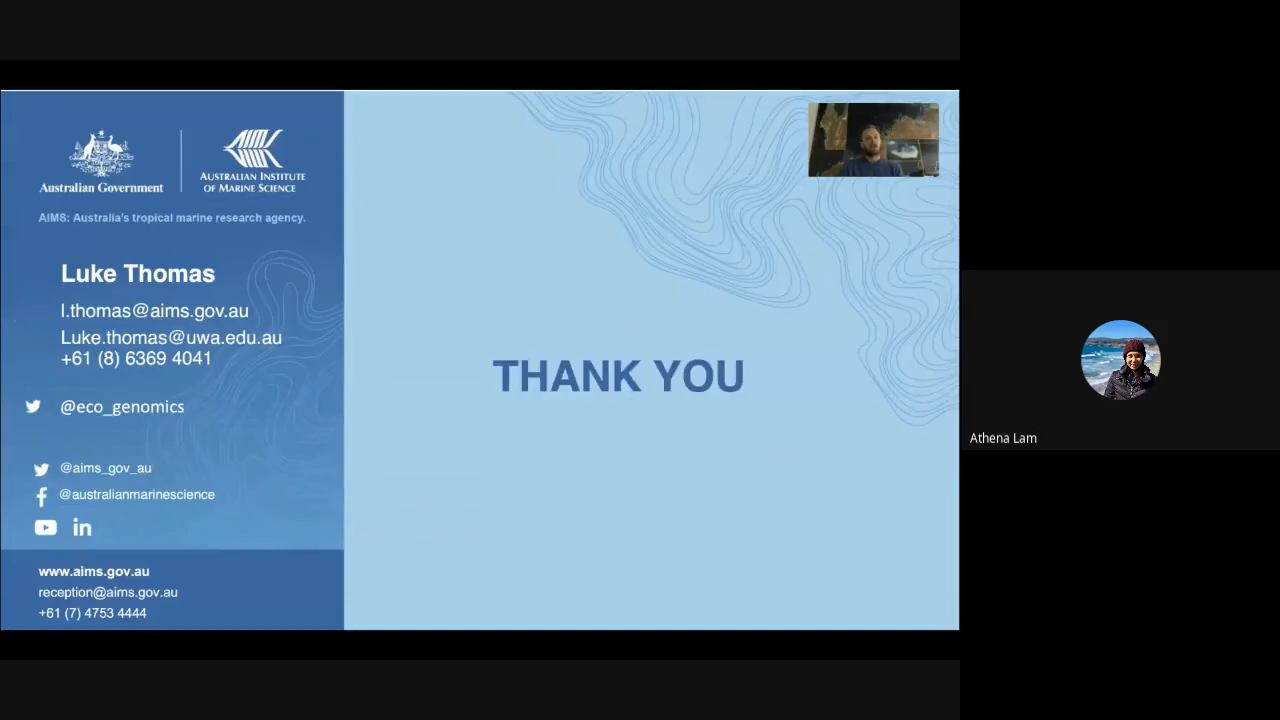 Australian Government
AIMS
AUSTRALIAN INSTITUTE
OF MARINE SCIENCE
AIMS: Australia's tropical marine research agency.
Luke Thomas
l.thomas@aims.gov.au
Luke.thomas@uwa.edu.au
+61 (8) 6369 4041
@eco_genomics
@aims_gov_au
@australianmarinescience
in
www.aims.gov.au
reception@aims.gov.au
+61 (7) 4753 4444
THANK YOU
Athena Lam